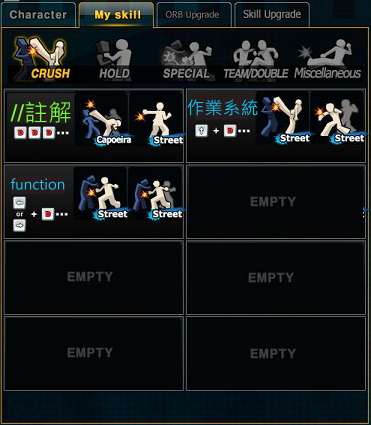 Character My skill ORB Upgrade Skill Upgrade
CRUSH HOLD SPECIAL TEAM/DOUBLE Miscellaneous
//註解
D D D ...
Capoeira Street
作業系統
⇧ + D ...
Street Street
function
⇦
or + D ...
⇨
Street Street
EMPTY
EMPTY EMPTY
EMPTY EMPTY